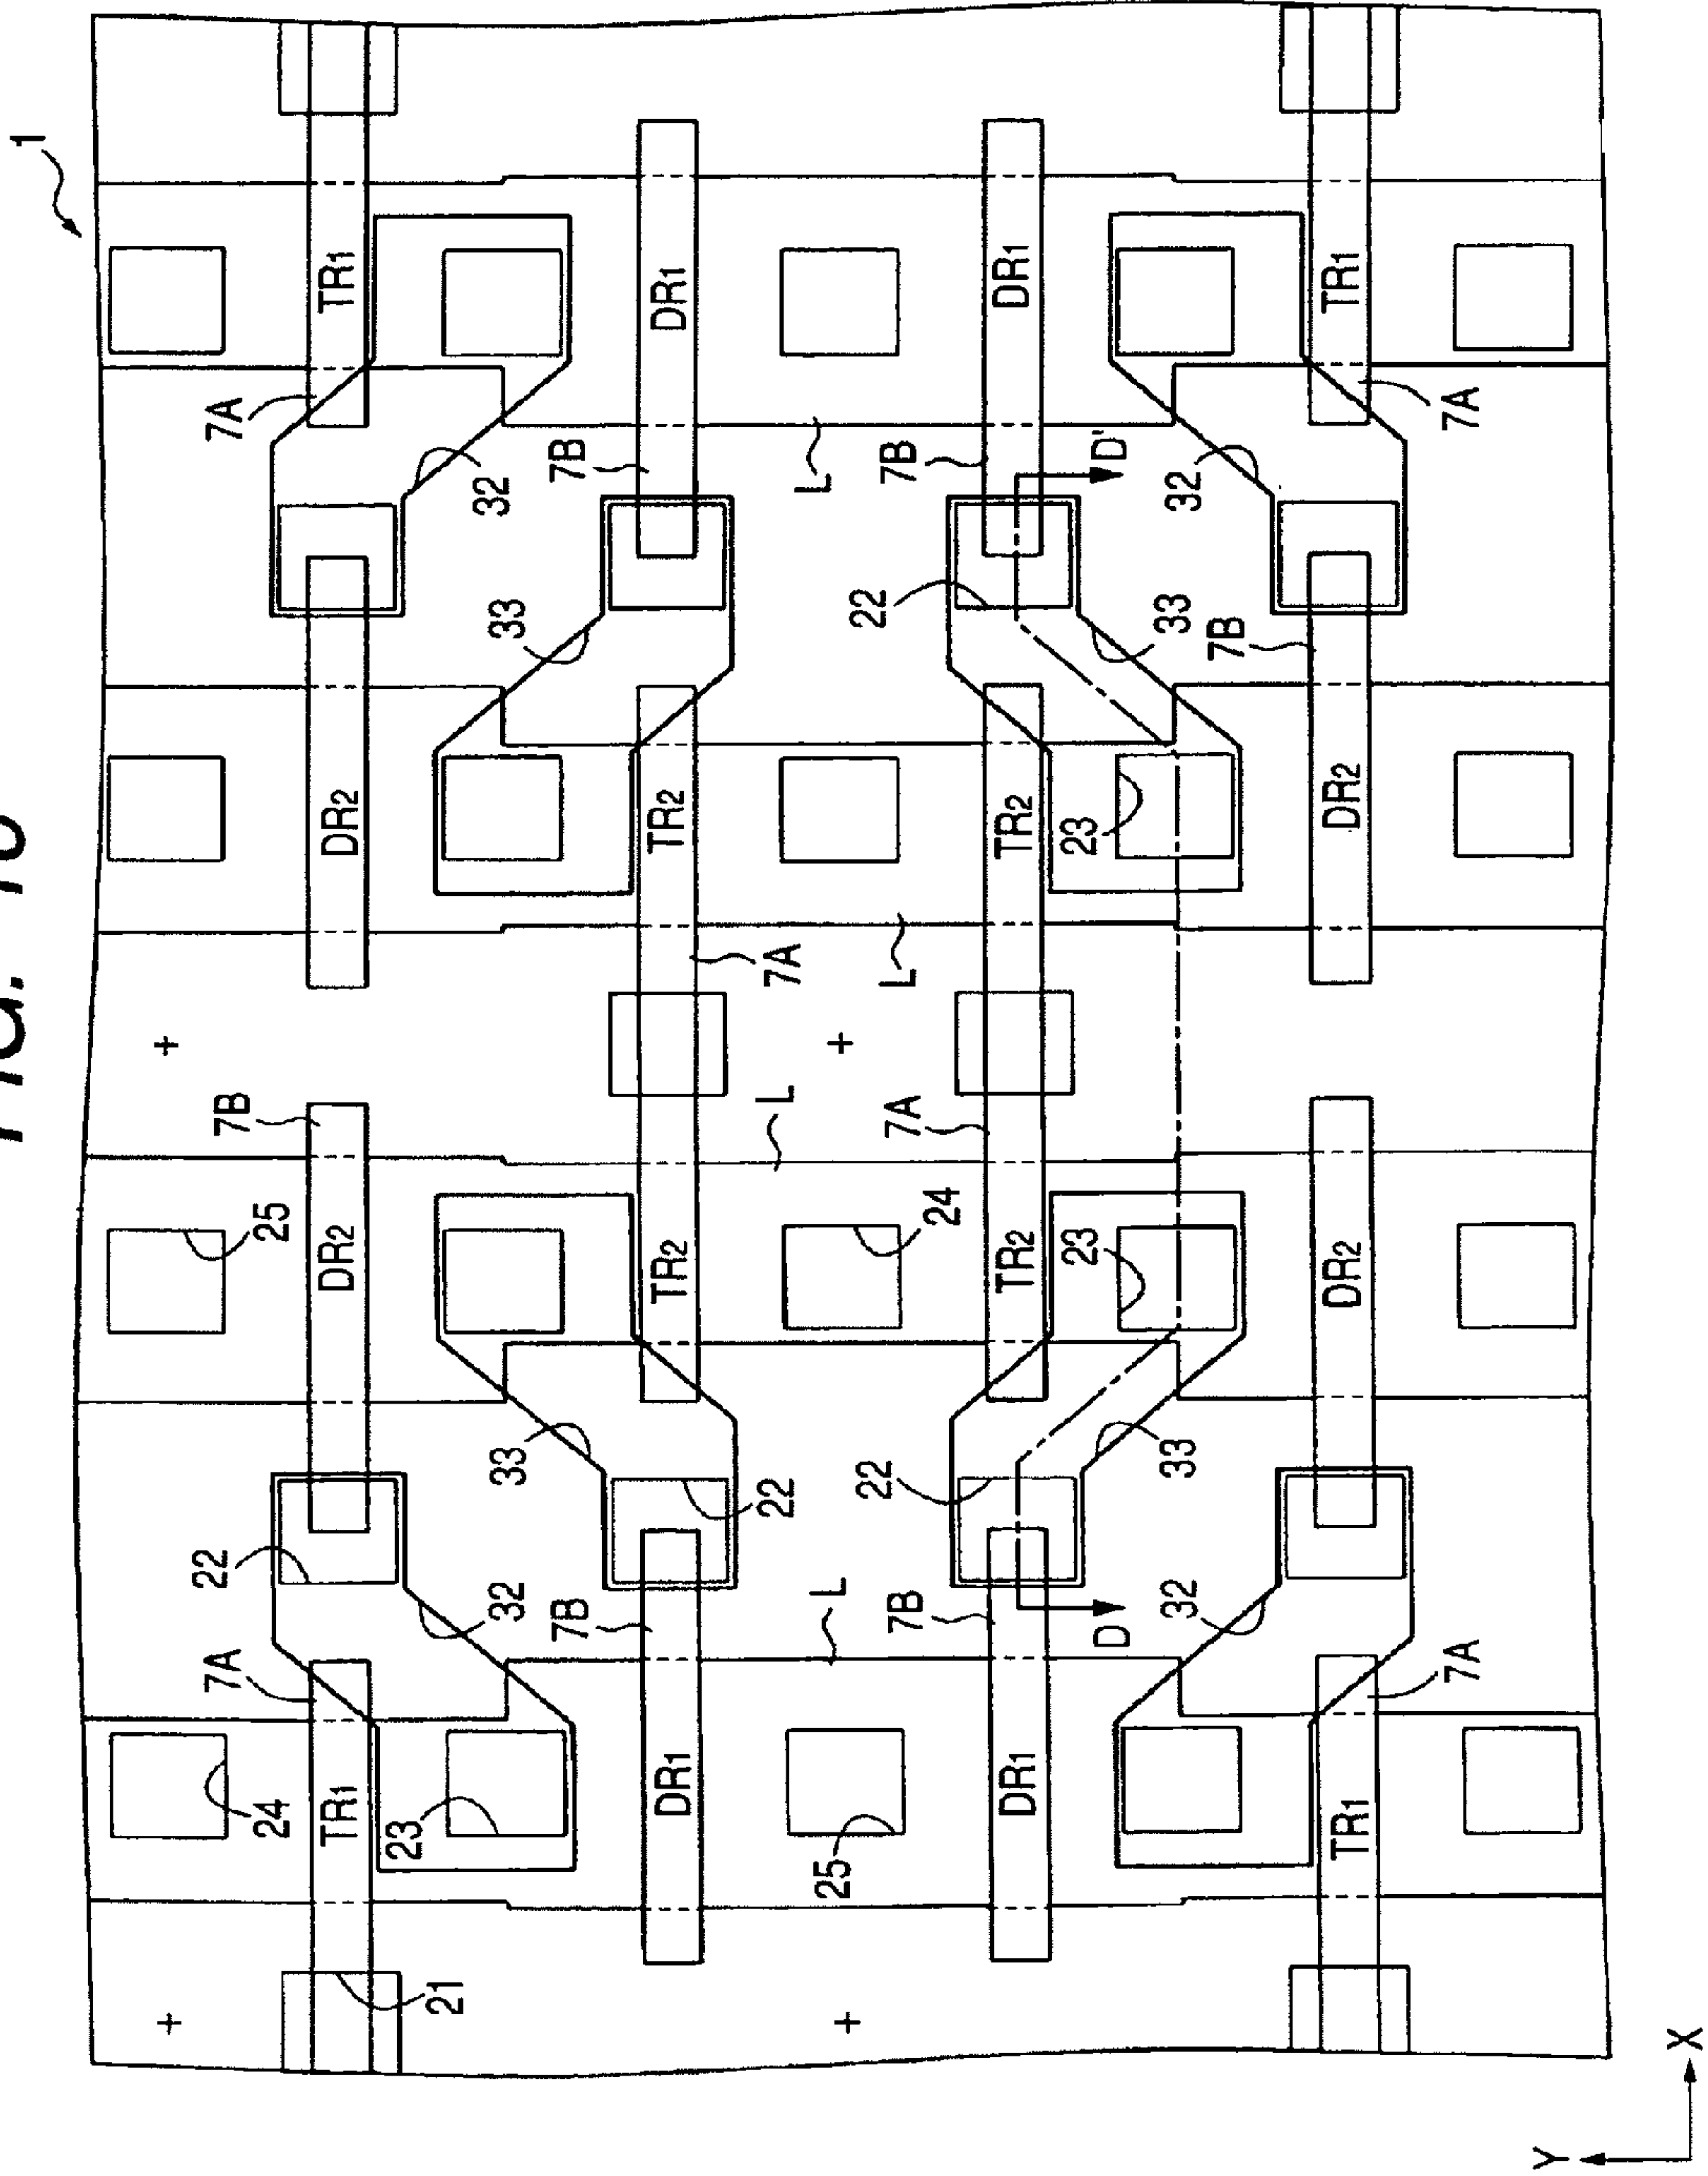 FIG.
1
+ +
7A 22 7B 7A
24 25
TR1 DR2 DR2 TR1
23
21
32 33 33 32
7B 7B
DR1 TR2 TR2 DR1
22 L 7A
25 L L
+ +
22 22
7B 7A L 7B
24
DR1 TR2 TR2 DR1
23 23
D D'
32 33 33 32
7B
TR1 DR2 DR2 TR1
7A 7A
Y
X